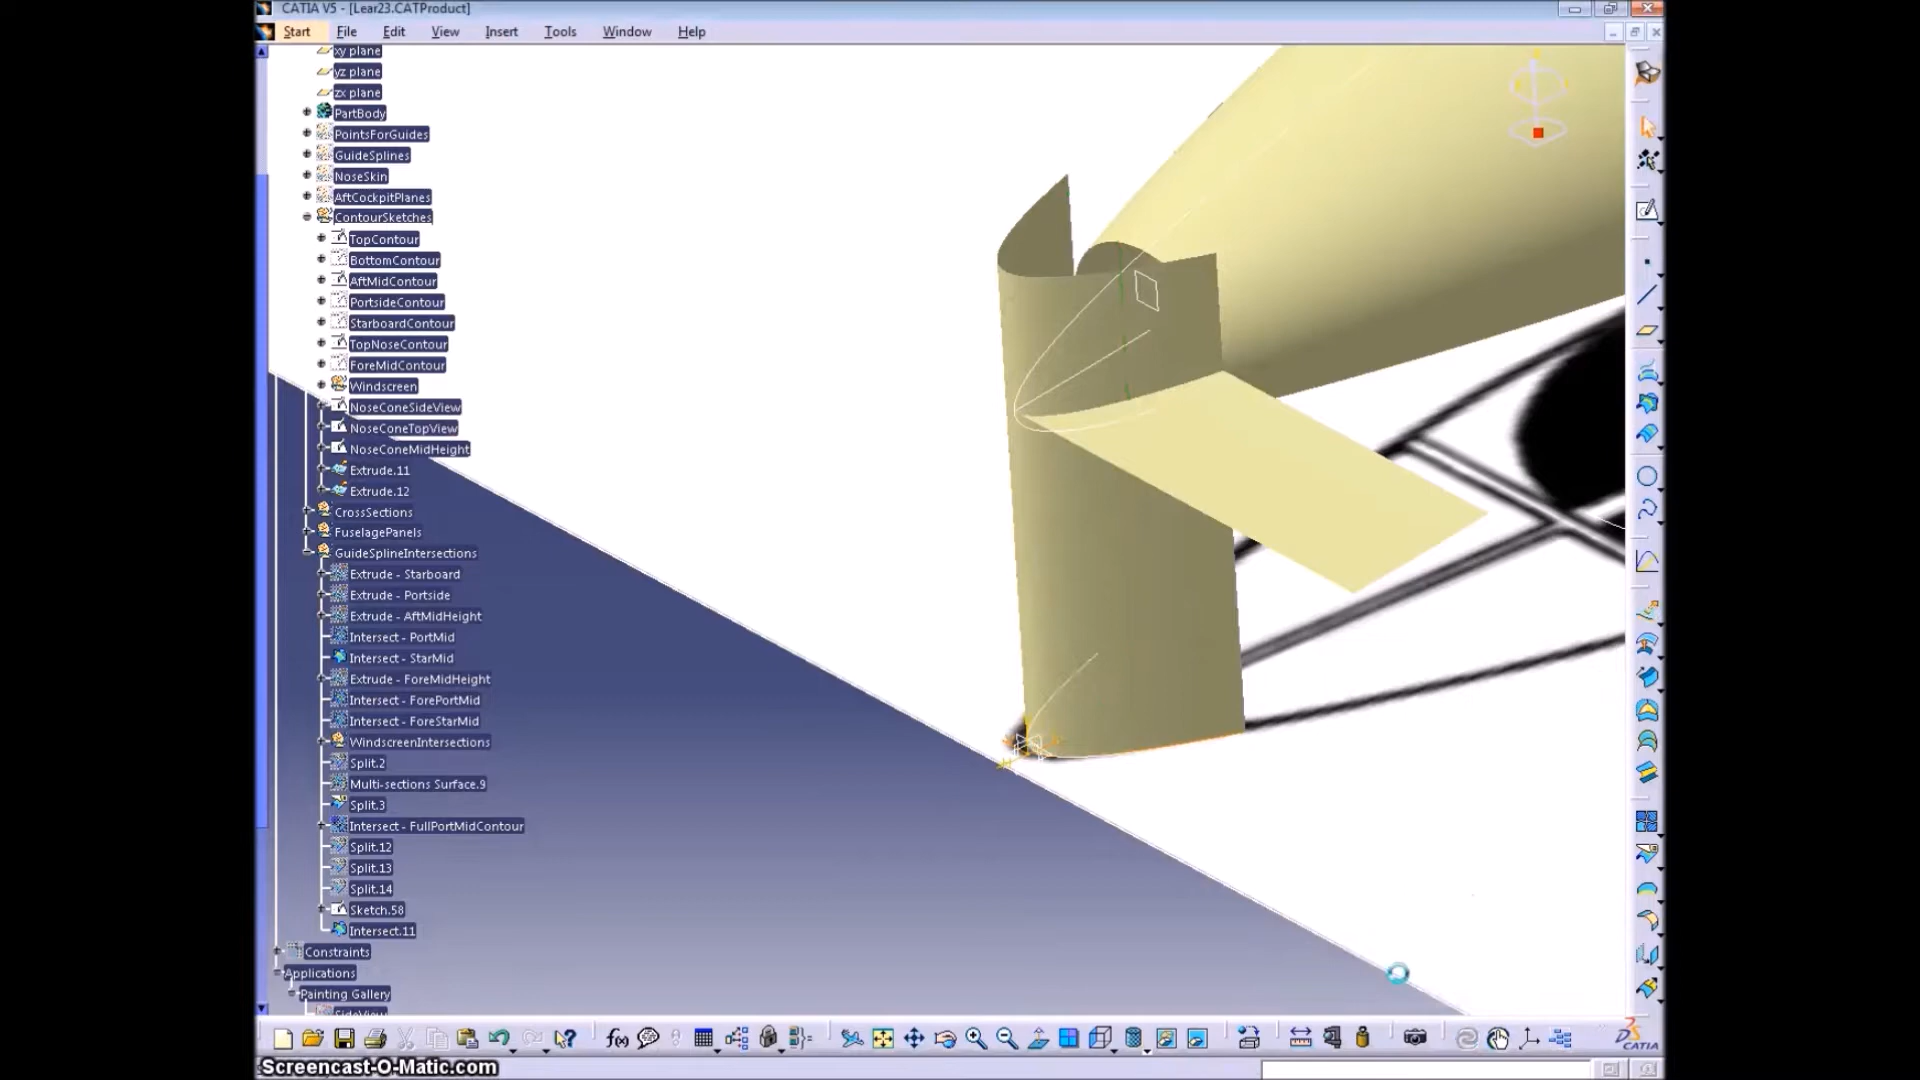 CATIA V5 - [Lear23.CATProduct]
Start File Edit View Insert Tools Window Help
xy plane
yz plane
zx plane
PartBody
PointsForGuides
GuideSplines
NoseSkin
AftCockpitPlanes
ContourSketches
TopContour
BottomContour
AftMidContour
PortsideContour
StarboardContour
TopNoseContour
ForeMidContour
Windscreen
NoseConeSideView
NoseConeTopView
NoseConeMidHeight
Extrude.11
Extrude.12
CrossSections
FuselagePanels
GuideSplineIntersections
Extrude - Starboard
Extrude - Portside
Extrude - AftMidHeight
Intersect - PortMid
Intersect - StarMid
Extrude - ForeMidHeight
Intersect - ForePortMid
Intersect - ForeStarMid
WindscreenIntersections
Split.2
Multi-sections Surface.9
Split.3
Intersect - FullPortMidContour
Split.12
Split.13
Split.14
Sketch.58
Intersect.11
Constraints
Applications
Painting Gallery
SideView
f(x)
CATIA
Screencast-O-Matic.com